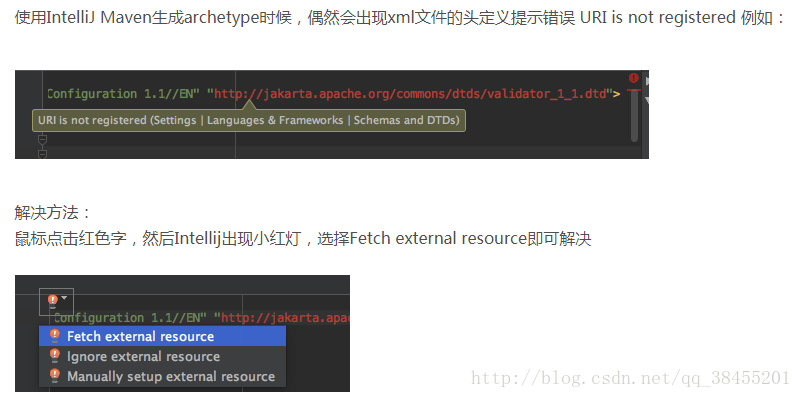 使用IntelliJ Maven生成archetype时候，偶然会出现xml文件的头定义提示错误 URI is not registered 例如：
Configuration 1.1//EN" "http://jakarta.apache.org/commons/dtds/validator_1_1.dtd">
URI is not registered (Settings | Languages & Frameworks | Schemas and DTDs)
解决方法：
鼠标点击红色字，然后Intellij出现小红灯，选择Fetch external resource即可解决
Configuration 1.1//EN" "http://jakarta.apa
Fetch external resource
Ignore external resource
Manually setup external resource
http://blog.csdn.net/qq_38455201